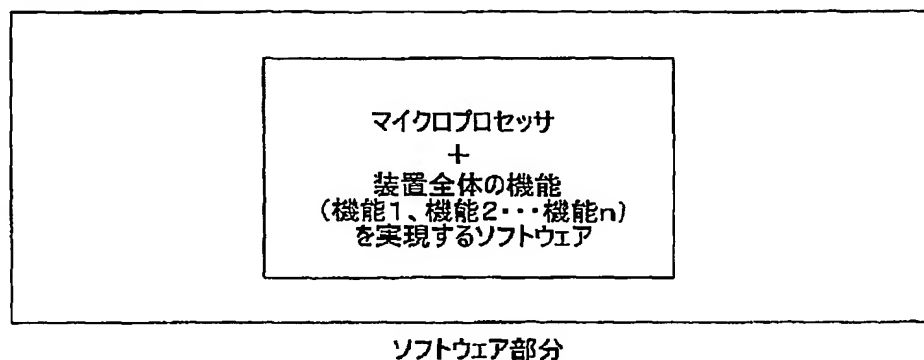 マイクロプロセッサ
+
装置全体の機能
(機能1、機能2・・・機能n)
を実現するソフトウェア
ソフトウェア部分